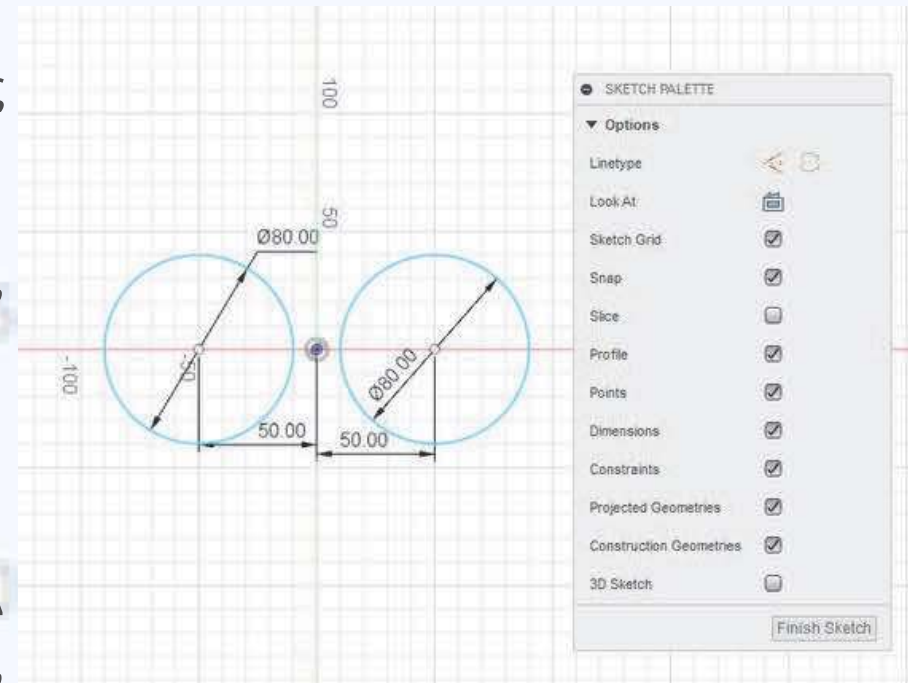 100
50
Ø80.00
Ø80.00
-100
-50
50.00
50.00
SKETCH PALETTE
▼ Options
Linetype
Look At
Sketch Grid
Snap
Slice
Profile
Points
Dimensions
Constraints
Projected Geometries
Construction Geometries
3D Sketch
Finish Sketch